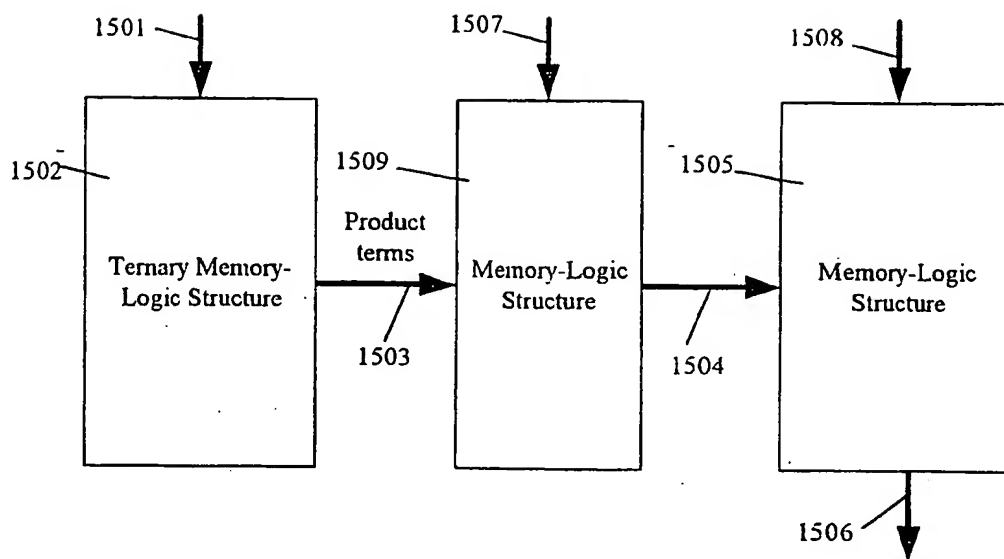 1501
1507
1508
1502
1509
1505
Product
terms
Ternary Memory-
Logic Structure
Memory-Logic
Structure
Memory-Logic
Structure
1503
1504
1506